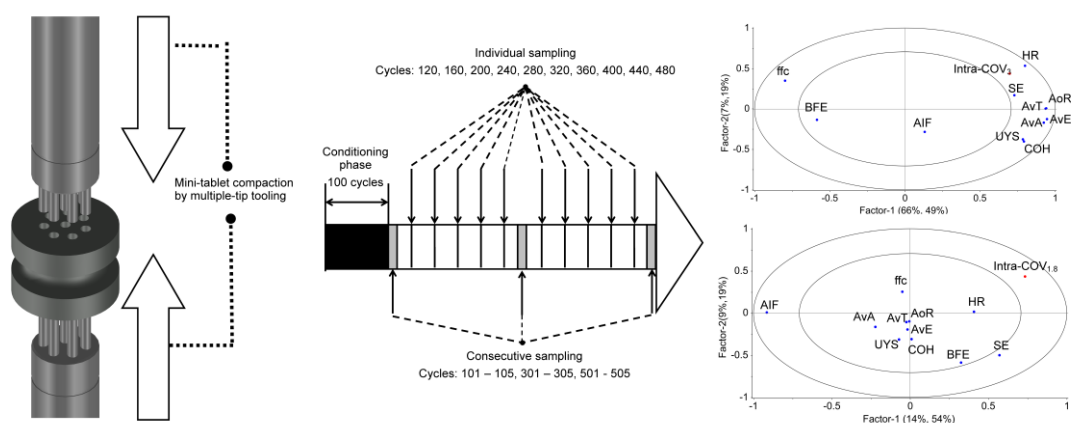 Mini-tablet compaction
by multiple-tip tooling
Individual sampling
Cycles: 120, 160, 200, 240, 280, 320, 360, 400, 440, 480
Conditioning
phase
100 cycles
Consecutive sampling
Cycles: 101 – 105, 301 – 305, 501 - 505
1
0.5
0
-0.5
-1
Factor-2(7%,19%)
ffc
BFE
AIF
Intra-COV3
HR
SE
AvT
AoR
AvA
AvE
UYS
COH
-1
-0.5
0
0.5
1
Factor-1 (66%, 49%)
1
0.5
0
-0.5
-1
Factor-2(9%,19%)
Intra-COV1.8
ffc
AIF
HR
AvA
AvT
AoR
AvE
UYS
COH
BFE
SE
-1
-0.5
0
0.5
1
Factor-1 (14%, 54%)